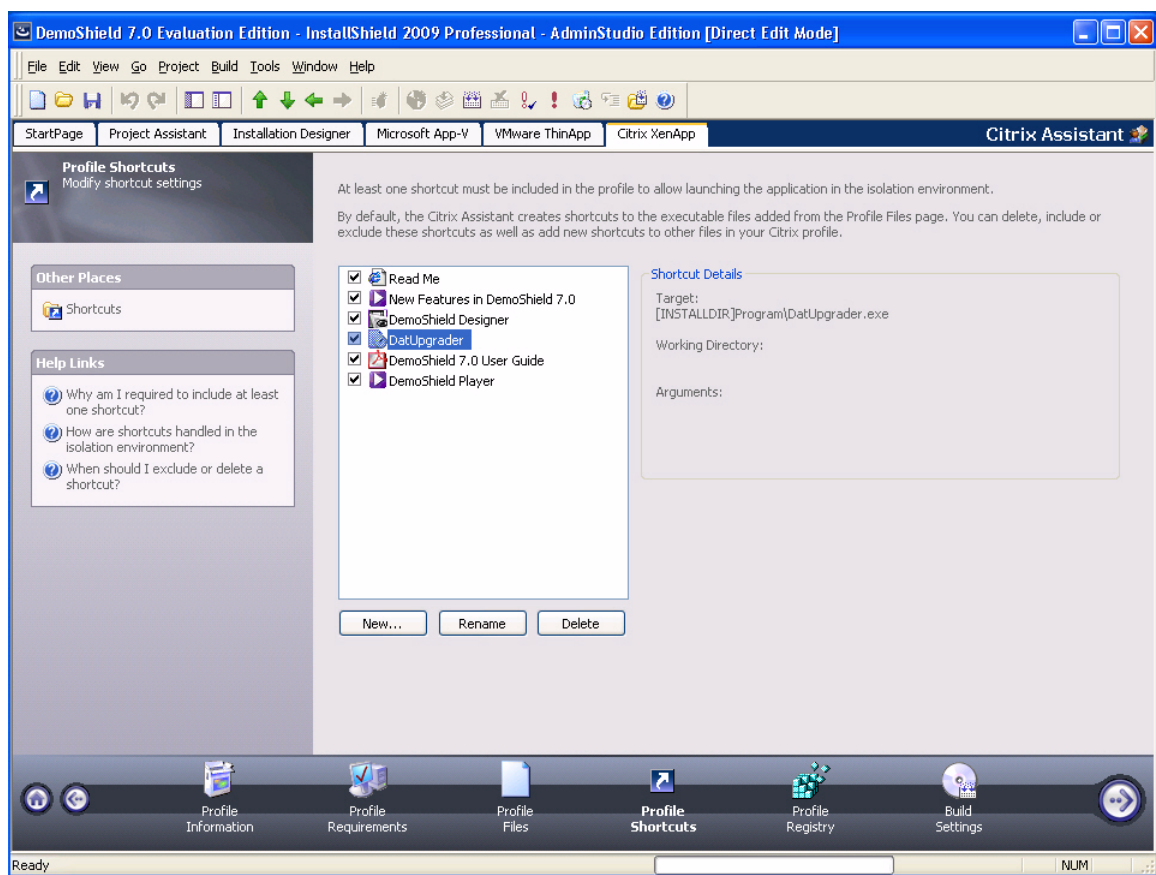 DemoShield 7.0 Evaluation Edition - InstallShield 2009 Professional - AdminStudio Edition [Direct Edit Mode]
File Edit View Go Project Build Tools Window Help
StartPage Project Assistant Installation Designer Microsoft App-V VMware ThinApp Citrix XenApp Citrix Assistant
Profile Shortcuts
Modify shortcut settings
Other Places
Shortcuts
Help Links
Why am I required to include at least
one shortcut?
How are shortcuts handled in the
isolation environment?
When should I exclude or delete a
shortcut?
At least one shortcut must be included in the profile to allow launching the application in the isolation environment.
By default, the Citrix Assistant creates shortcuts to the executable files added from the Profile Files page. You can delete, include or
exclude these shortcuts as well as add new shortcuts to other files in your Citrix profile.
Read Me
New Features in DemoShield 7.0
DemoShield Designer
DatUpgrader
DemoShield 7.0 User Guide
DemoShield Player
New... Rename Delete
Shortcut Details
Target:
[INSTALLDIR]Program\DatUpgrader.exe
Working Directory:
Arguments:
Profile
Information
Profile
Requirements
Profile
Files
Profile
Shortcuts
Profile
Registry
Build
Settings
Ready NUM